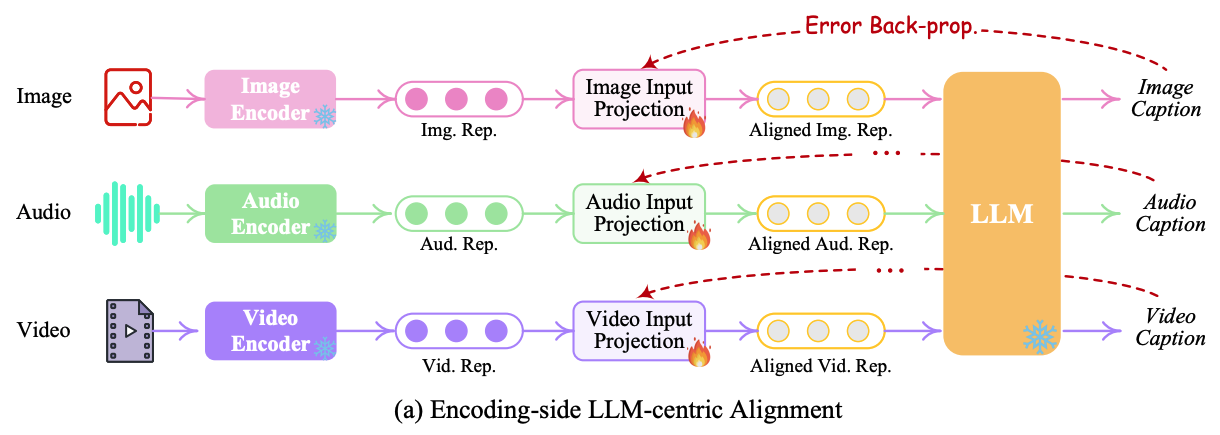 Error Back-prop.
Image
Image
Encoder
Img. Rep.
Image Input
Projection
Aligned Img. Rep.
Image
Caption
...
Audio
Audio
Encoder
Aud. Rep.
Audio Input
Projection
Aligned Aud. Rep.
LLM
Audio
Caption
...
Video
Video
Encoder
Vid. Rep.
Video Input
Projection
Aligned Vid. Rep.
Video
Caption
(a) Encoding-side LLM-centric Alignment